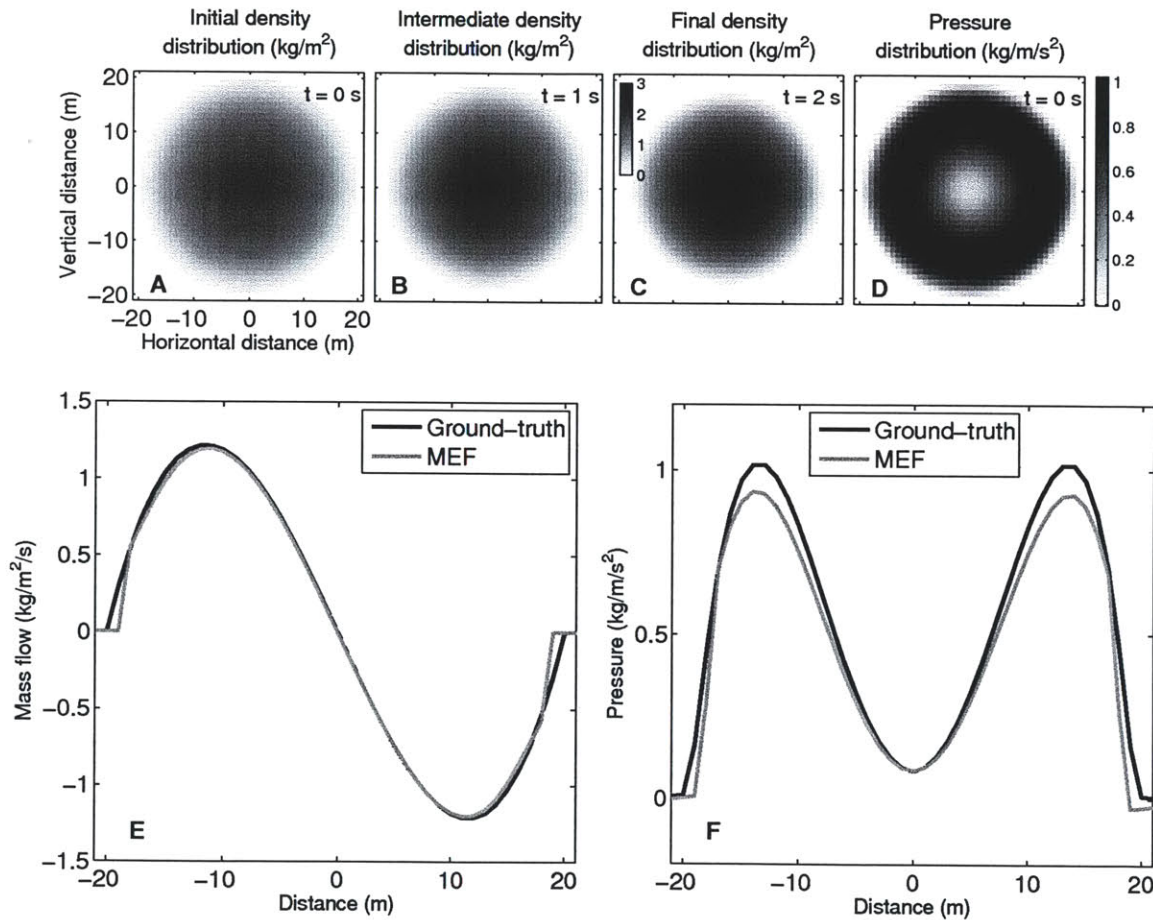 Initial density
distribution (kg/m²)
Intermediate density
distribution (kg/m²)
Final density
distribution (kg/m²)
Pressure
distribution (kg/m/s²)
t = 0 s
t = 1 s
t = 2 s
t = 0 s
20
10
0
−10
−20
Vertical distance (m)
A
B
C
D
3
2
1
0
1
0.8
0.6
0.4
0.2
0
−20 −10 0 10 20
Horizontal distance (m)
1.5
1
0.5
0
−0.5
−1
−1.5
Mass flow (kg/m²/s)
Ground−truth
MEF
E
−20 −10 0 10 20
Distance (m)
1
0.5
0
Pressure (kg/m/s²)
Ground−truth
MEF
F
−20 −10 0 10 20
Distance (m)